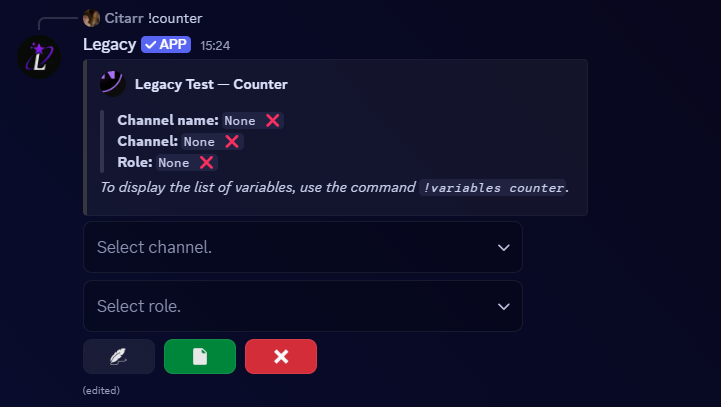 Citarr !counter
Legacy ✓ APP 15:24
Legacy Test — Counter
Channel name: None ❌
Channel: None ❌
Role: None ❌
To display the list of variables, use the command !variables counter.
Select channel.
Select role.
(edited)